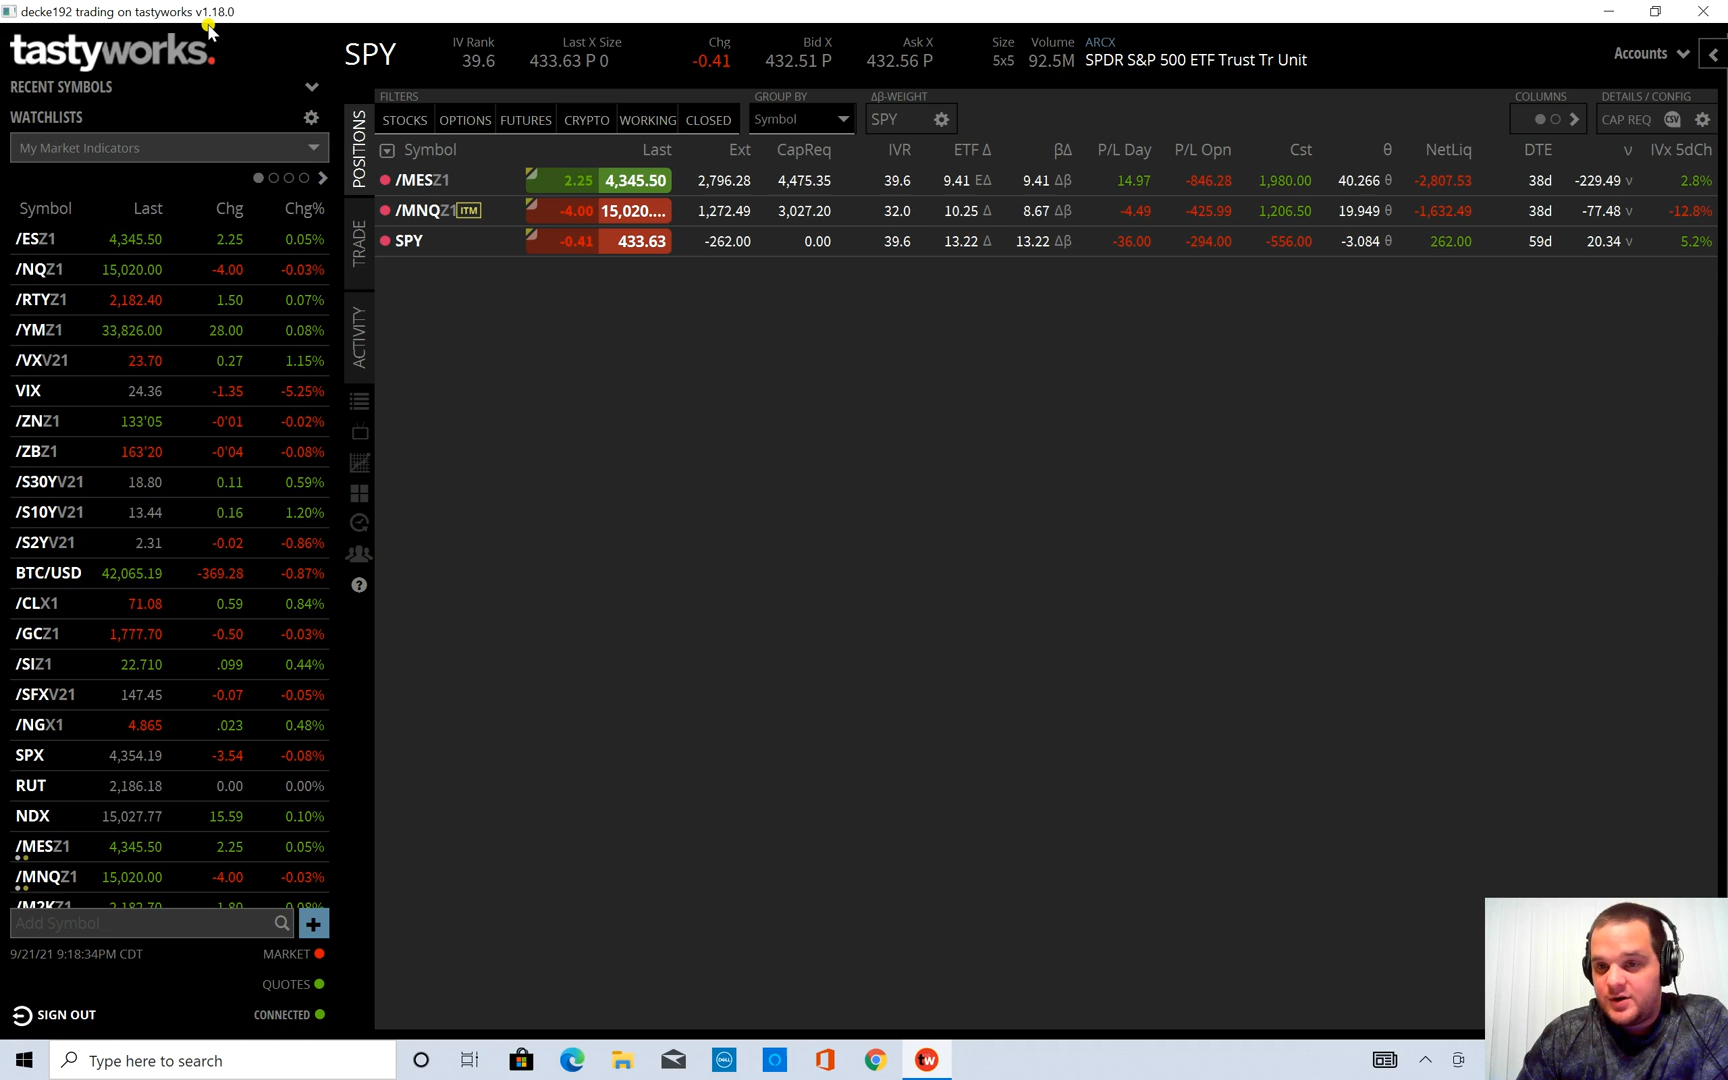 decke192 trading on tastyworks v1.18.0
tastyworks.
RECENT SYMBOLS
WATCHLISTS
My Market Indicators
Symbol Last Chg Chg%
/ESZ1 4,345.50 2.25 0.05%
/NQZ1 15,020.00 -4.00 -0.03%
/RTYZ1 2,182.40 1.50 0.07%
/YMZ1 33,826.00 28.00 0.08%
/VXV21 23.70 0.27 1.15%
VIX 24.36 -1.35 -5.25%
/ZNZ1 133'05 -0'01 -0.02%
/ZBZ1 163'20 -0'04 -0.08%
/S30YV21 18.80 0.11 0.59%
/S10YV21 13.44 0.16 1.20%
/S2YV21 2.31 -0.02 -0.86%
BTC/USD 42,065.19 -369.28 -0.87%
/CLX1 71.08 0.59 0.84%
/GCZ1 1,777.70 -0.50 -0.03%
/SIZ1 22.710 .099 0.44%
/SFXV21 147.45 -0.07 -0.05%
/NGX1 4.865 .023 0.48%
SPX 4,354.19 -3.54 -0.08%
RUT 2,186.18 0.00 0.00%
NDX 15,027.77 15.59 0.10%
/MESZ1 4,345.50 2.25 0.05%
/MNQZ1 15,020.00 -4.00 -0.03%
/M2KZ1 2,182.70 1.80 0.08%
Add Symbol
9/21/21 9:18:34PM CDT MARKET
QUOTES
SIGN OUT CONNECTED
SPY
IV Rank Last X Size Chg Bid X Ask X Size Volume ARCX
39.6 433.63 P 0 -0.41 432.51 P 432.56 P 5x5 92.5M SPDR S&P 500 ETF Trust Tr Unit
Accounts
POSITIONS
TRADE
ACTIVITY
FILTERS GROUP BY Δβ-WEIGHT COLUMNS DETAILS / CONFIG
STOCKS OPTIONS FUTURES CRYPTO WORKING CLOSED Symbol SPY CAP REQ CSV
Symbol Last Ext CapReq IVR ETF Δ βΔ P/L Day P/L Opn Cst θ NetLiq DTE ν IVx 5dCh
/MESZ1 2.25 4,345.50 2,796.28 4,475.35 39.6 9.41 EΔ 9.41 Δβ 14.97 -846.28 1,980.00 40.266 θ -2,807.53 38d -229.49 ν 2.8%
/MNQZ1 ITM -4.00 15,020.... 1,272.49 3,027.20 32.0 10.25 Δ 8.67 Δβ -4.49 -425.99 1,206.50 19.949 θ -1,632.49 38d -77.48 ν -12.8%
SPY -0.41 433.63 -262.00 0.00 39.6 13.22 Δ 13.22 Δβ -36.00 -294.00 -556.00 -3.084 θ 262.00 59d 20.34 ν 5.2%
Type here to search
DELL
tw